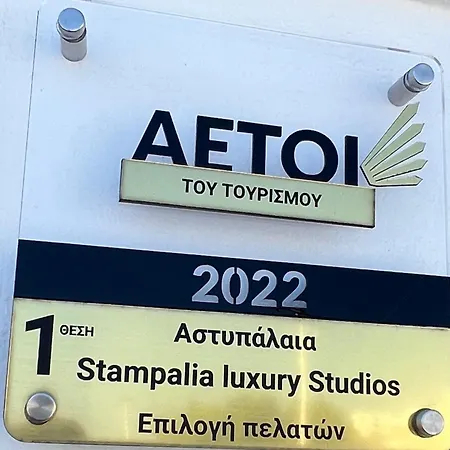 ΑΕΤΟΙ
ΤΟΥ ΤΟΥΡΙΣΜΟΥ
2022
1 ΘΕΣΗ
Αστυπάλαια
Stampalia luxury Studios
Επιλογή πελατών